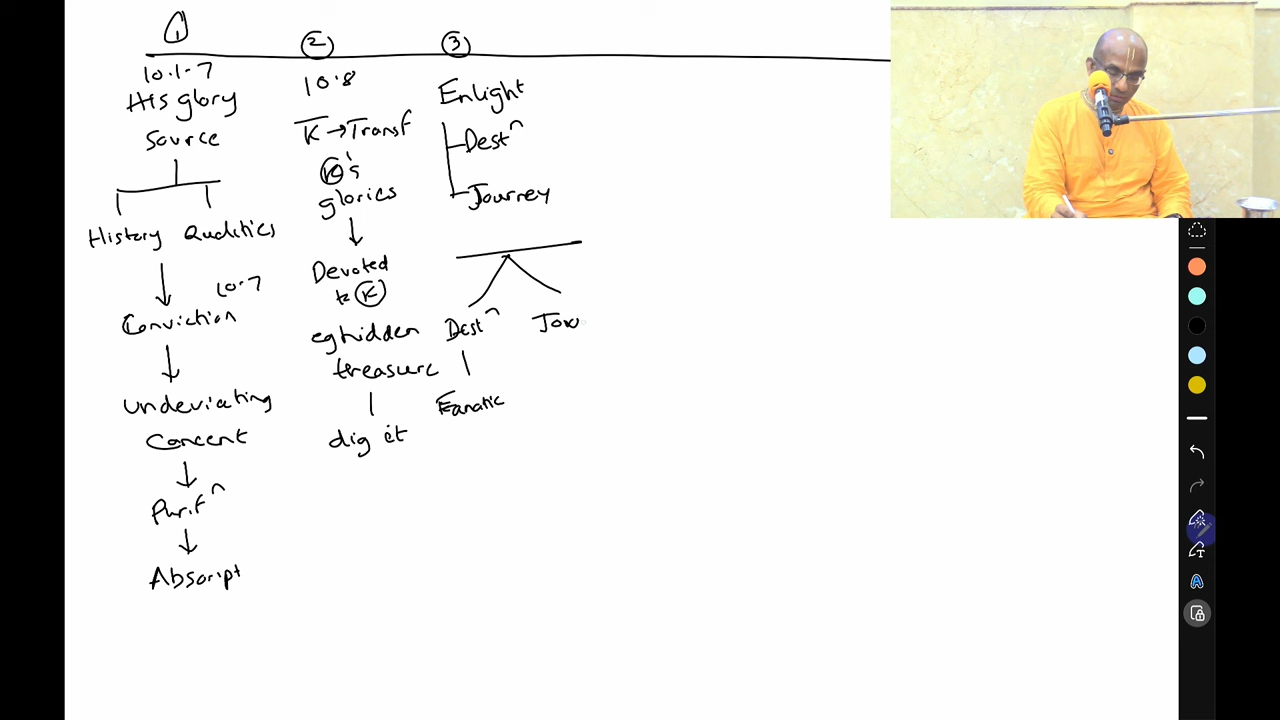 1
10.1-7
His glory
Source
History Qualities
10.7
Conviction
Undeviating
Concent
Purifⁿ
Absorpt
2
10.8
K → Transf
K's
glories
Devoted
to K
eg hidden
treasure
dig it
3
Enlight
Destⁿ
Journey
Destⁿ Jou
Fanatic